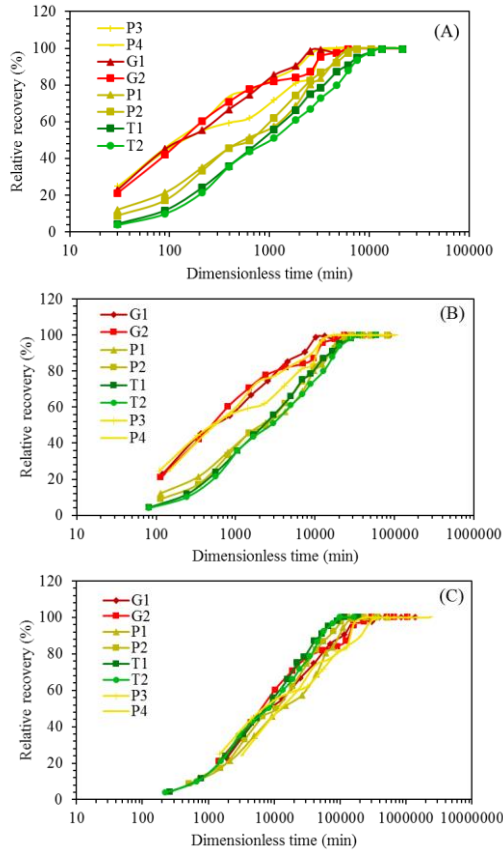 (A)
P3
P4
G1
G2
P1
P2
T1
T2
Relative recovery (%)
120
100
80
60
40
20
0
10 100 1000 10000 100000
Dimensionless time (min)
(B)
G1
G2
P1
P2
T1
T2
P3
P4
Relative recovery (%)
120
100
80
60
40
20
0
10 100 1000 10000 100000 1000000
Dimensionless time (min)
(C)
G1
G2
P1
P2
T1
T2
P3
P4
Relative recovery (%)
120
100
80
60
40
20
0
10 100 1000 10000 100000 1000000 10000000
Dimensionless time (min)